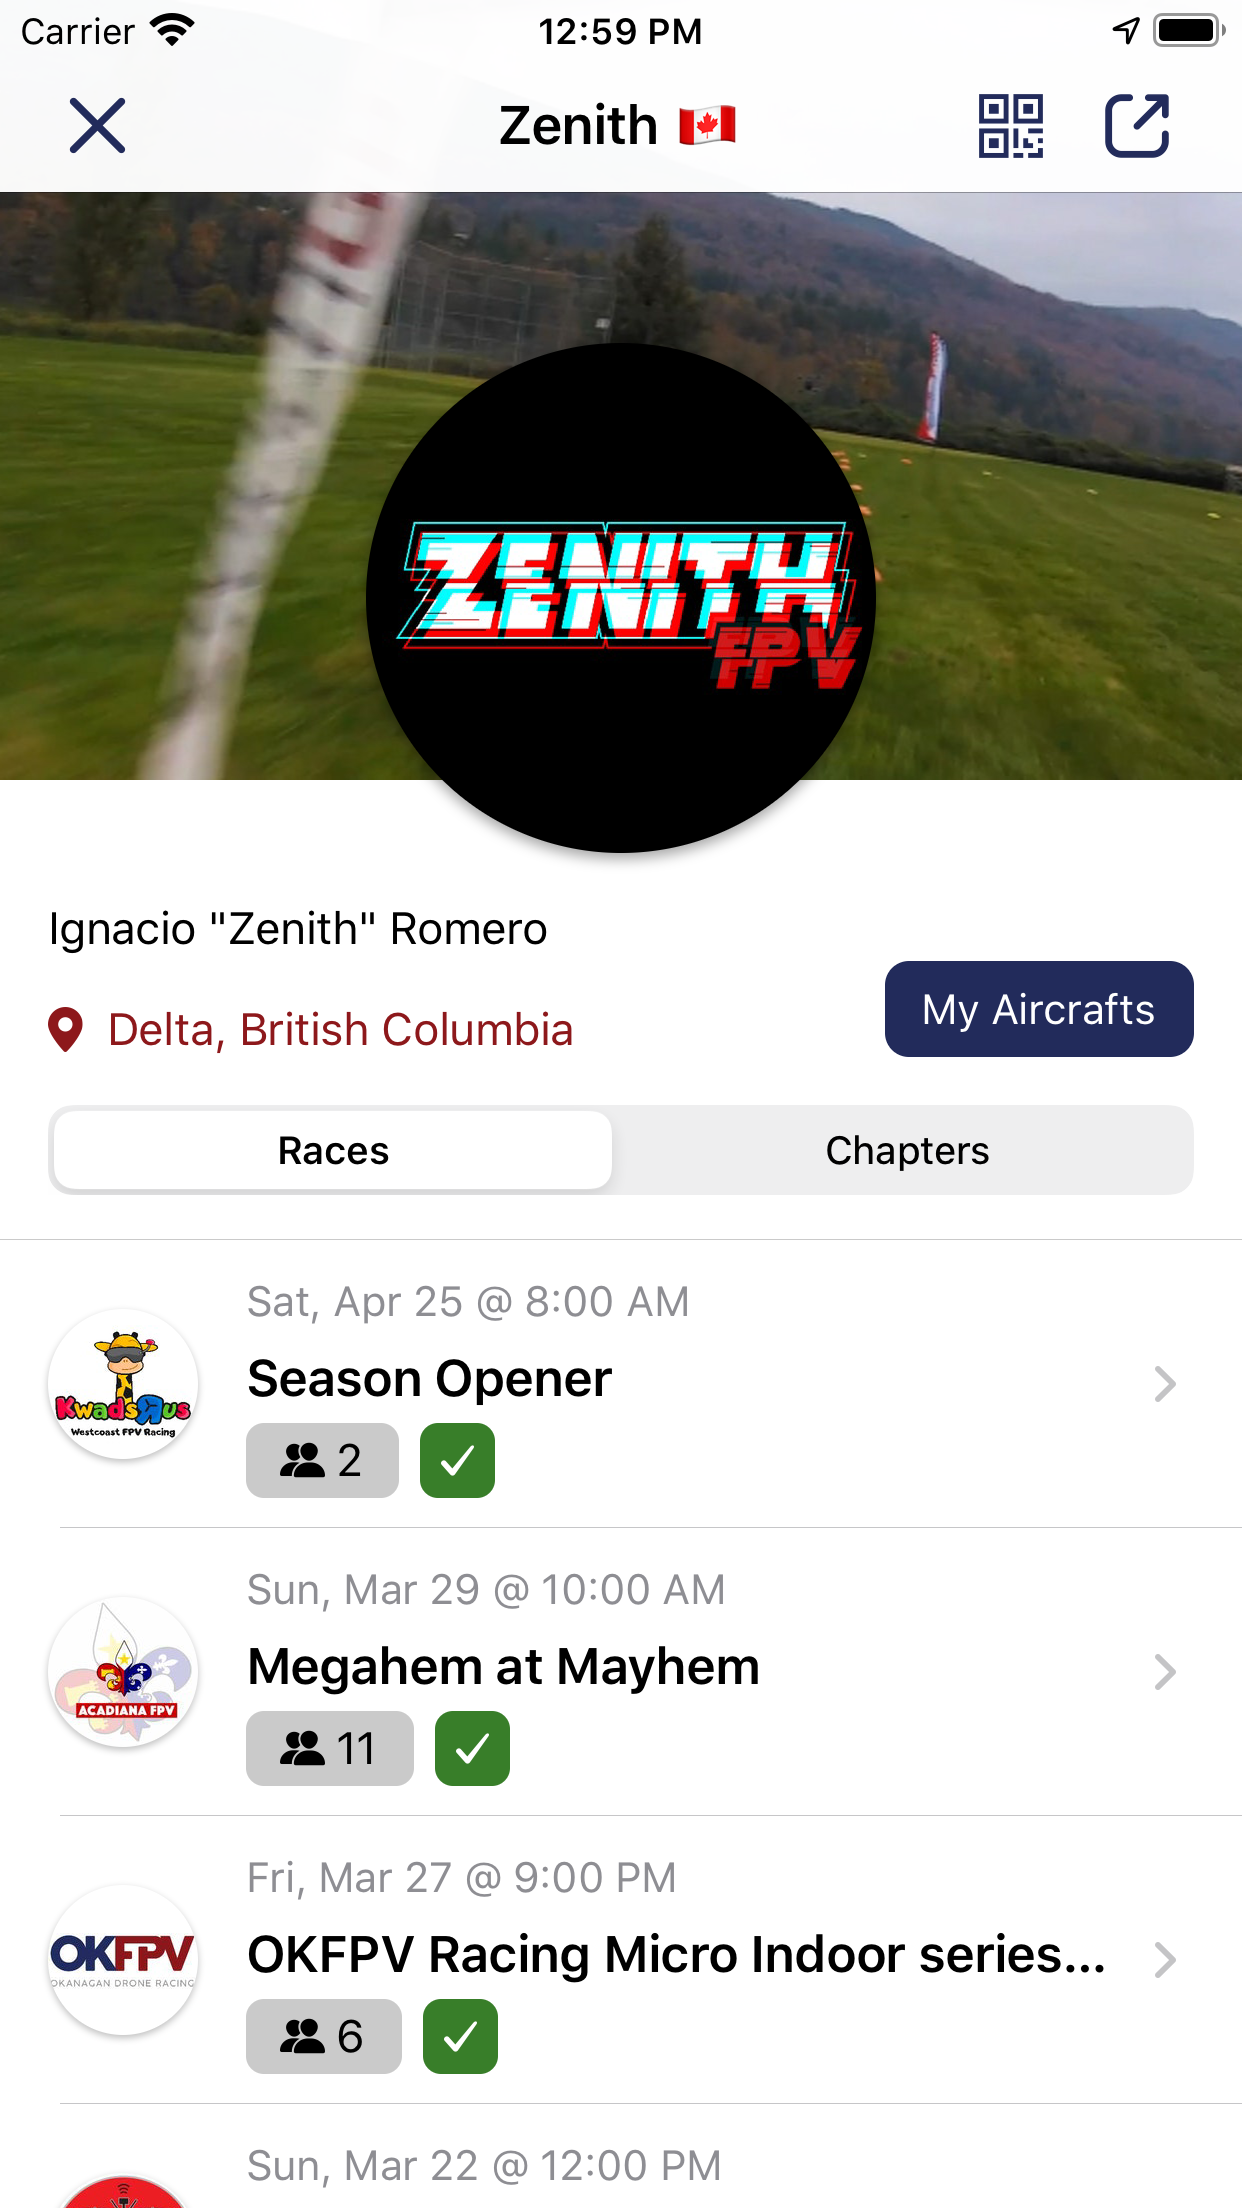 Carrier 12:59 PM
Zenith 🇨🇦
ZENITH
FPV
Ignacio "Zenith" Romero
Delta, British Columbia
My Aircrafts
Races Chapters
Sat, Apr 25 @ 8:00 AM
Season Opener
KwadsRus
Westcoast FPV Racing
2
Sun, Mar 29 @ 10:00 AM
Megahem at Mayhem
ACADIANA FPV
11
Fri, Mar 27 @ 9:00 PM
OKFPV Racing Micro Indoor series...
OKFPV
OKANAGAN DRONE RACING
6
Sun, Mar 22 @ 12:00 PM